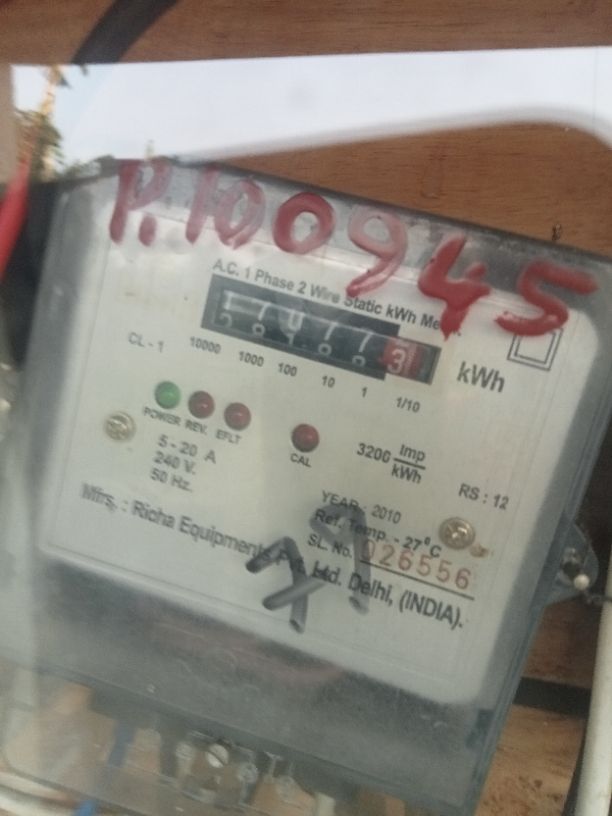 P.100945
A.C. 1 Phase 2 Wire Static kWh Me
CL-1 10000 1000 100 10 1 1/10 kWh
POWER REV. EFLT CAL
5-20 A
240 V.
50 Hz.
3200 Imp/kWh
RS : 12
YEAR : 2010
Ref. Temp. - 27°C
SL. No. 026556
Mfrs. : Richa Equipments Pvt. Ltd. Delhi, (INDIA).